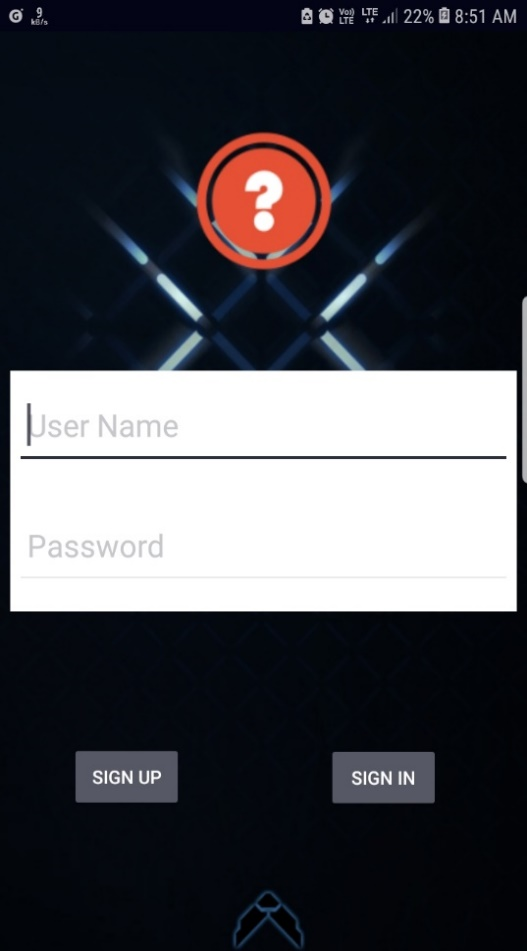 9
kB/s
Vo))
LTE
LTE
22%
8:51 AM
?
User Name
Password
SIGN UP
SIGN IN